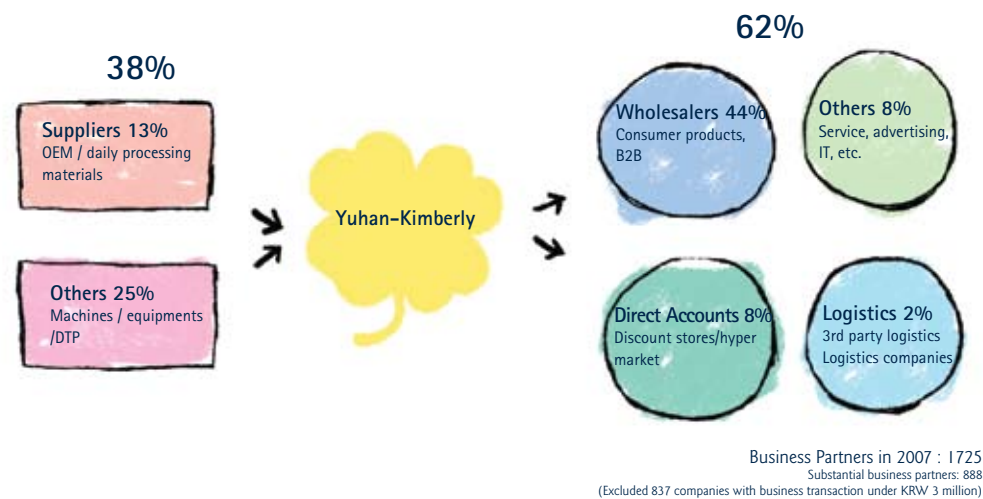 38%
Suppliers 13%
OEM / daily processing
materials
Others 25%
Machines / equipments
/DTP
Yuhan-Kimberly
62%
Wholesalers 44%
Consumer products,
B2B
Others 8%
Service, advertising,
IT, etc.
Direct Accounts 8%
Discount stores/hyper
market
Logistics 2%
3rd party logistics
Logistics companies
Business Partners in 2007 : 1725
Substantial business partners: 888
(Excluded 837 companies with business transaction under KRW 3 million)